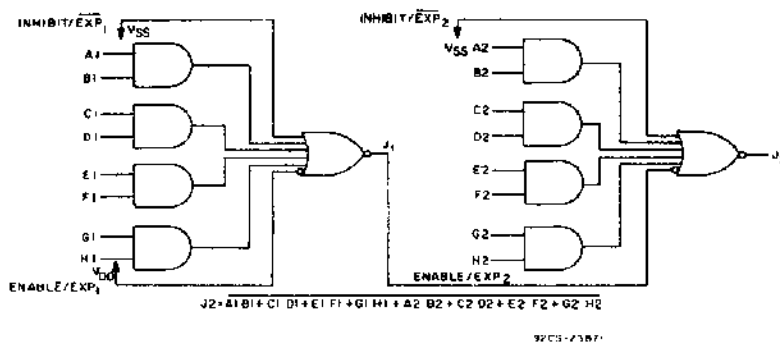 INHIBIT/EXP1
VSS
A1
B1
C1
D1
E1
F1
G1
H1
VDD
ENABLE/EXP1
J1
INHIBIT/EXP2
VSS
A2
B2
C2
D2
E2
F2
G2
H2
ENABLE/EXP2
J
J2=A1B1+C1 D1+E1 F1+G1 H1+A2 B2+C2 D2+E2 F2+G2 H2